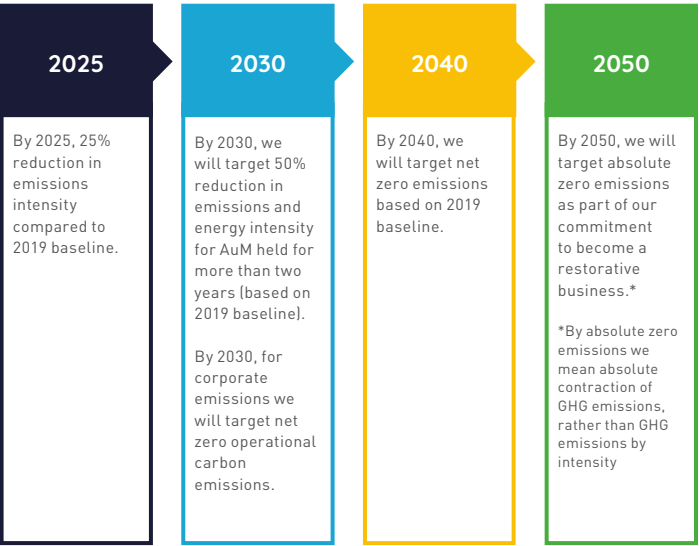 2025
By 2025, 25%
reduction in
emissions
intensity
compared to
2019 baseline.
2030
By 2030, we
will target 50%
reduction in
emissions and
energy intensity
for AuM held for
more than two
years (based on
2019 baseline).
By 2030, for
corporate
emissions we
will target net
zero operational
carbon
emissions.
2040
By 2040, we
will target net
zero emissions
based on 2019
baseline.
2050
By 2050, we will
target absolute
zero emissions
as part of our
commitment
to become a
restorative
business.*
*By absolute zero
emissions we
mean absolute
contraction of
GHG emissions,
rather than GHG
emissions by
intensity